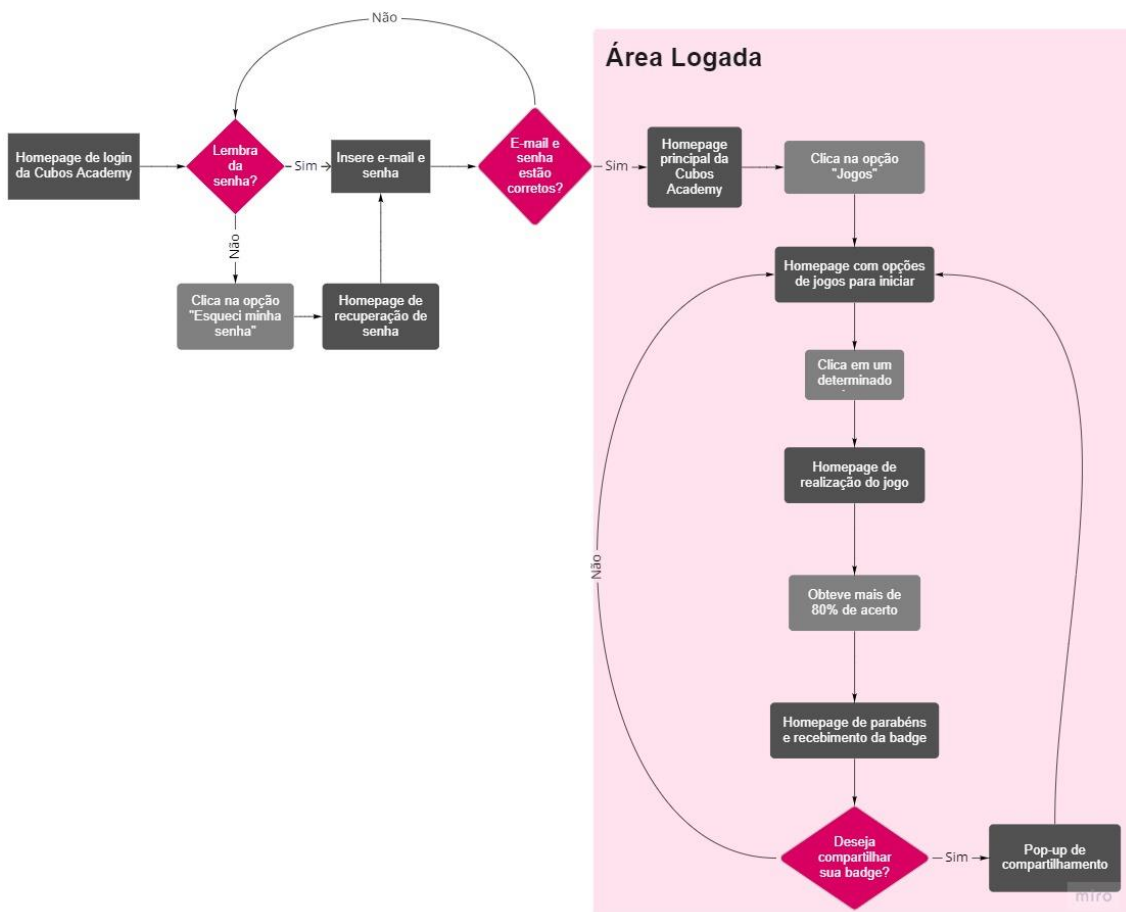 Não
Área Logada
Homepage de login
da Cubos Academy
Lembra
da
senha?
Sim
Insere e-mail e
senha
E-mail e
senha
estão
corretos?
Sim
Homepage
principal da
Cubos
Academy
Clica na opção
"Jogos"
Não
Clica na opção
"Esqueci minha
senha"
Homepage de
recuperação de
senha
Homepage com opções
de jogos para iniciar
Clica em um
determinado
Homepage de
realização do jogo
Não
Obteve mais de
80% de acerto
Homepage de parabéns
e recebimento da badge
Deseja
compartilhar
sua badge?
Sim
Pop-up de
compartilhamento
miro